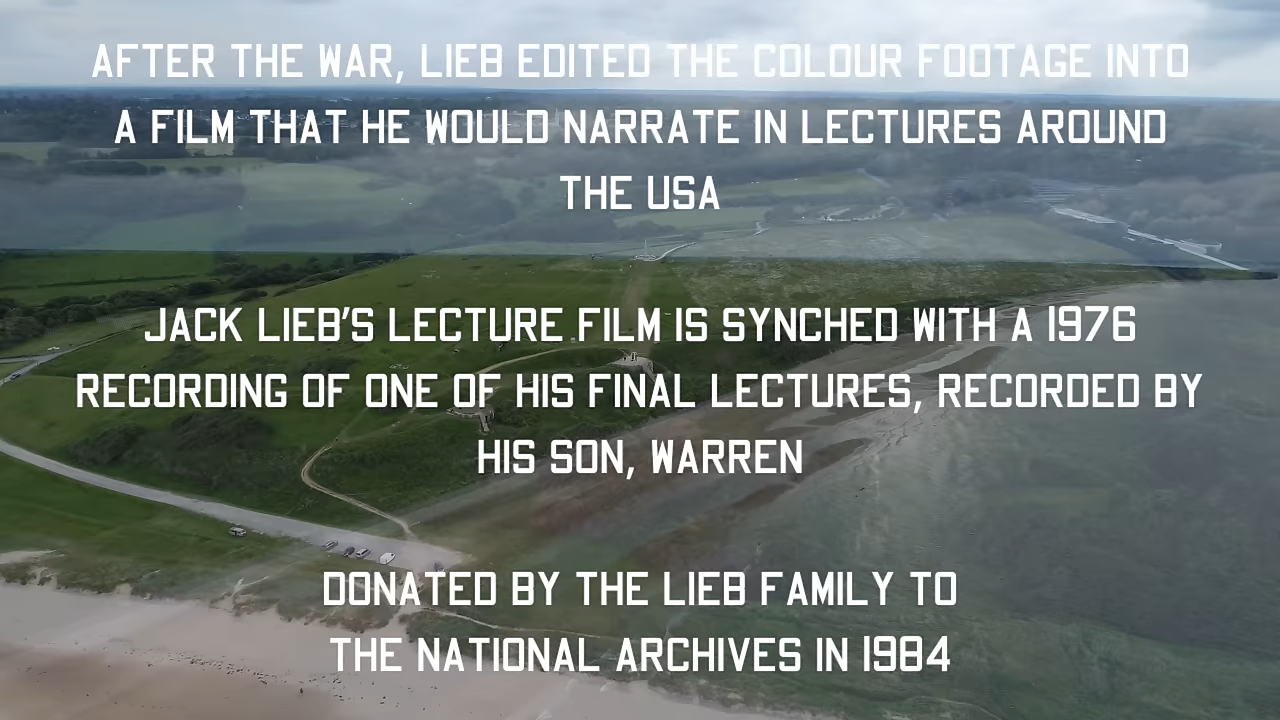 AFTER THE WAR, LIEB EDITED THE COLOUR FOOTAGE INTO
A FILM THAT HE WOULD NARRATE IN LECTURES AROUND
THE USA
JACK LIEB'S LECTURE FILM IS SYNCHED WITH A 1976
RECORDING OF ONE OF HIS FINAL LECTURES, RECORDED BY
HIS SON, WARREN
DONATED BY THE LIEB FAMILY TO
THE NATIONAL ARCHIVES IN 1984